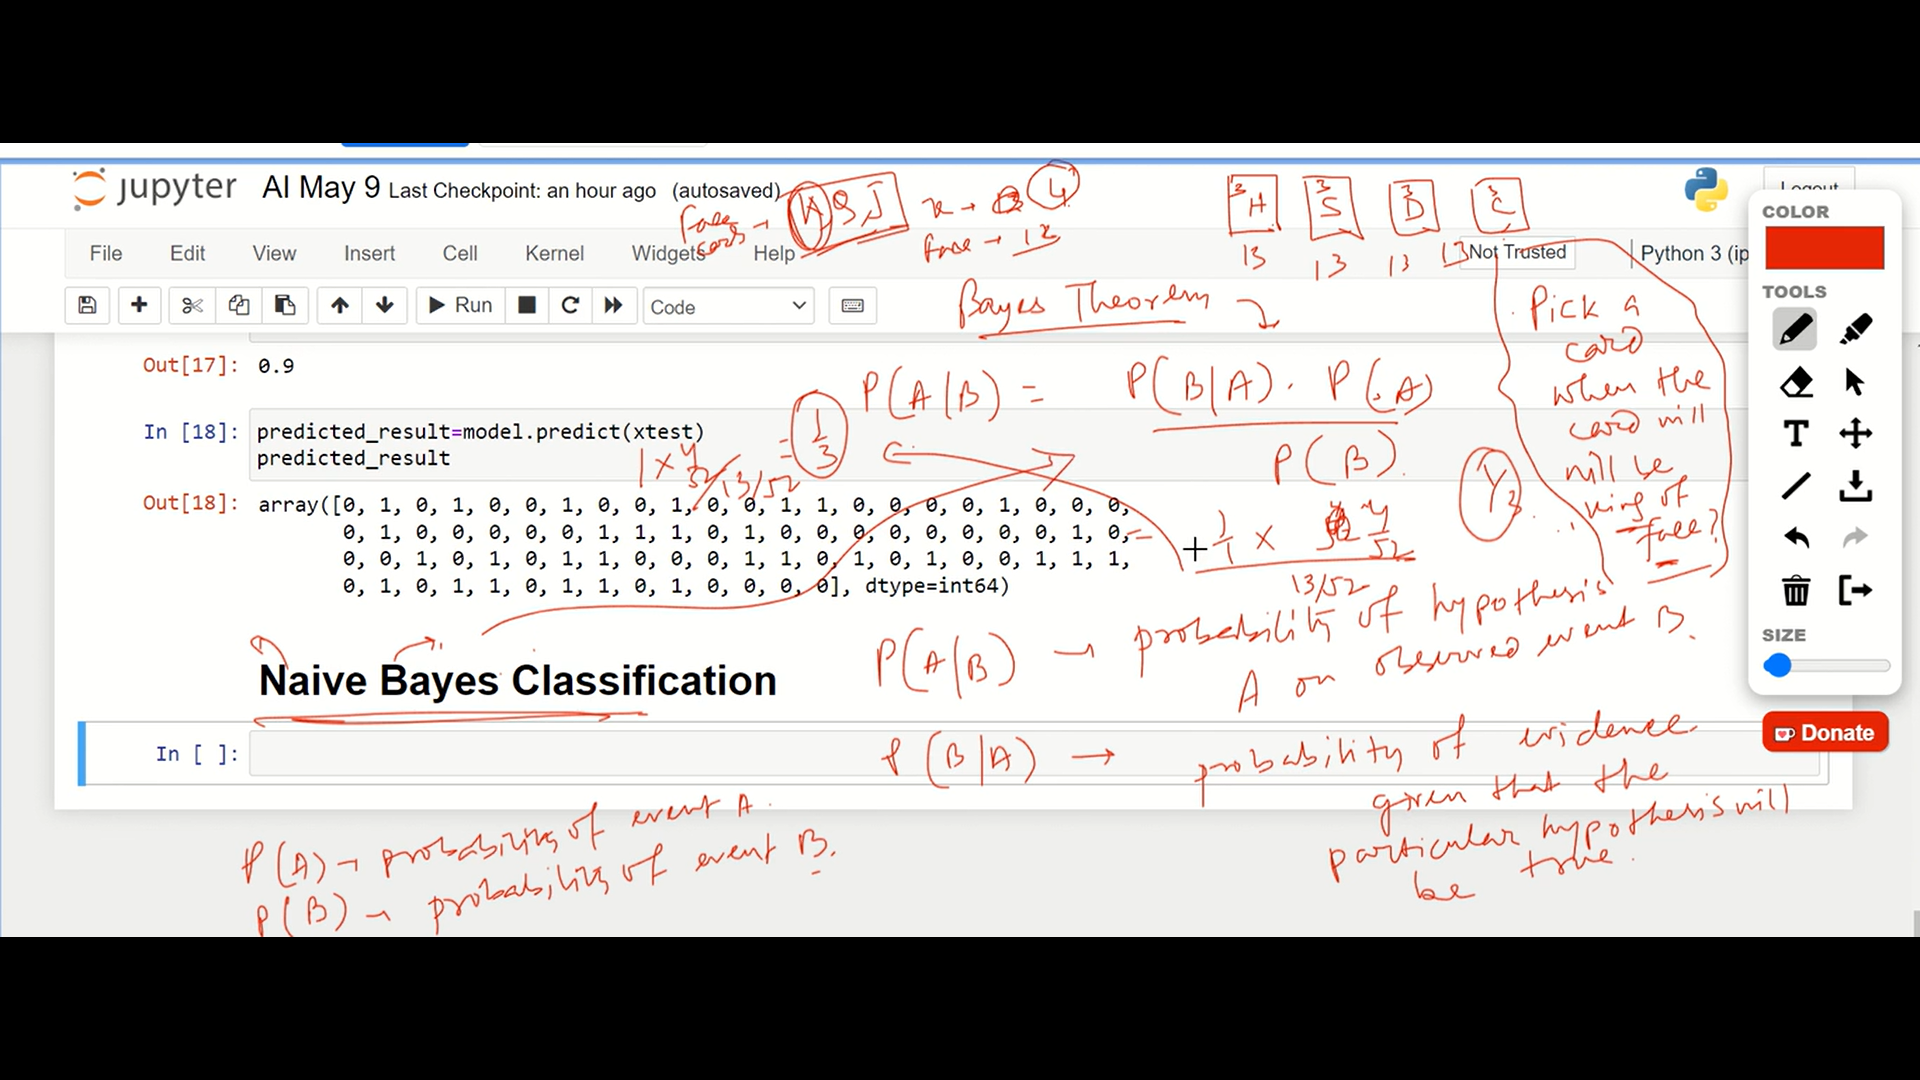 jupyter AI May 9 Last Checkpoint: an hour ago (autosaved)
Logout
Face cards → K Q J
K → 4
Face → 12
3 H 3 S 3 D 3 C
13 13 13 13
File Edit View Insert Cell Kernel Widgets Help
Not Trusted
Python 3 (ip
Run
Code
Bayes Theorem
Pick a
card
when the
card will
will be
king of
face?
Out[17]: 0.9
P(A|B) = P(B|A) . P(A)
P(B).
In [18]: predicted_result=model.predict(xtest)
predicted_result
1 x 4/52 / 13/52 = 1/3
Out[18]: array([0, 1, 0, 1, 0, 0, 1, 0, 0, 1, 0, 0, 1, 1, 0, 0, 0, 0, 1, 0, 0, 0,
0, 1, 0, 0, 0, 0, 0, 1, 1, 1, 0, 1, 0, 0, 0, 0, 0, 0, 0, 0, 1, 0,
0, 0, 1, 0, 1, 0, 1, 1, 0, 0, 0, 1, 1, 0, 1, 0, 1, 0, 0, 1, 1, 1,
0, 1, 0, 1, 1, 0, 1, 1, 0, 1, 0, 0, 0, 0], dtype=int64)
= 1/1 x 4/52
13/52
1/3
Naive Bayes Classification
P(A|B) → probability of hypothesis
A on observed event B.
In [ ]:
P(B|A) → probability of evidence
given that the
particular hypothesis will
be true.
P(A) → probability of event A.
P(B) → probability of event B.
COLOR
TOOLS
T
SIZE
Donate